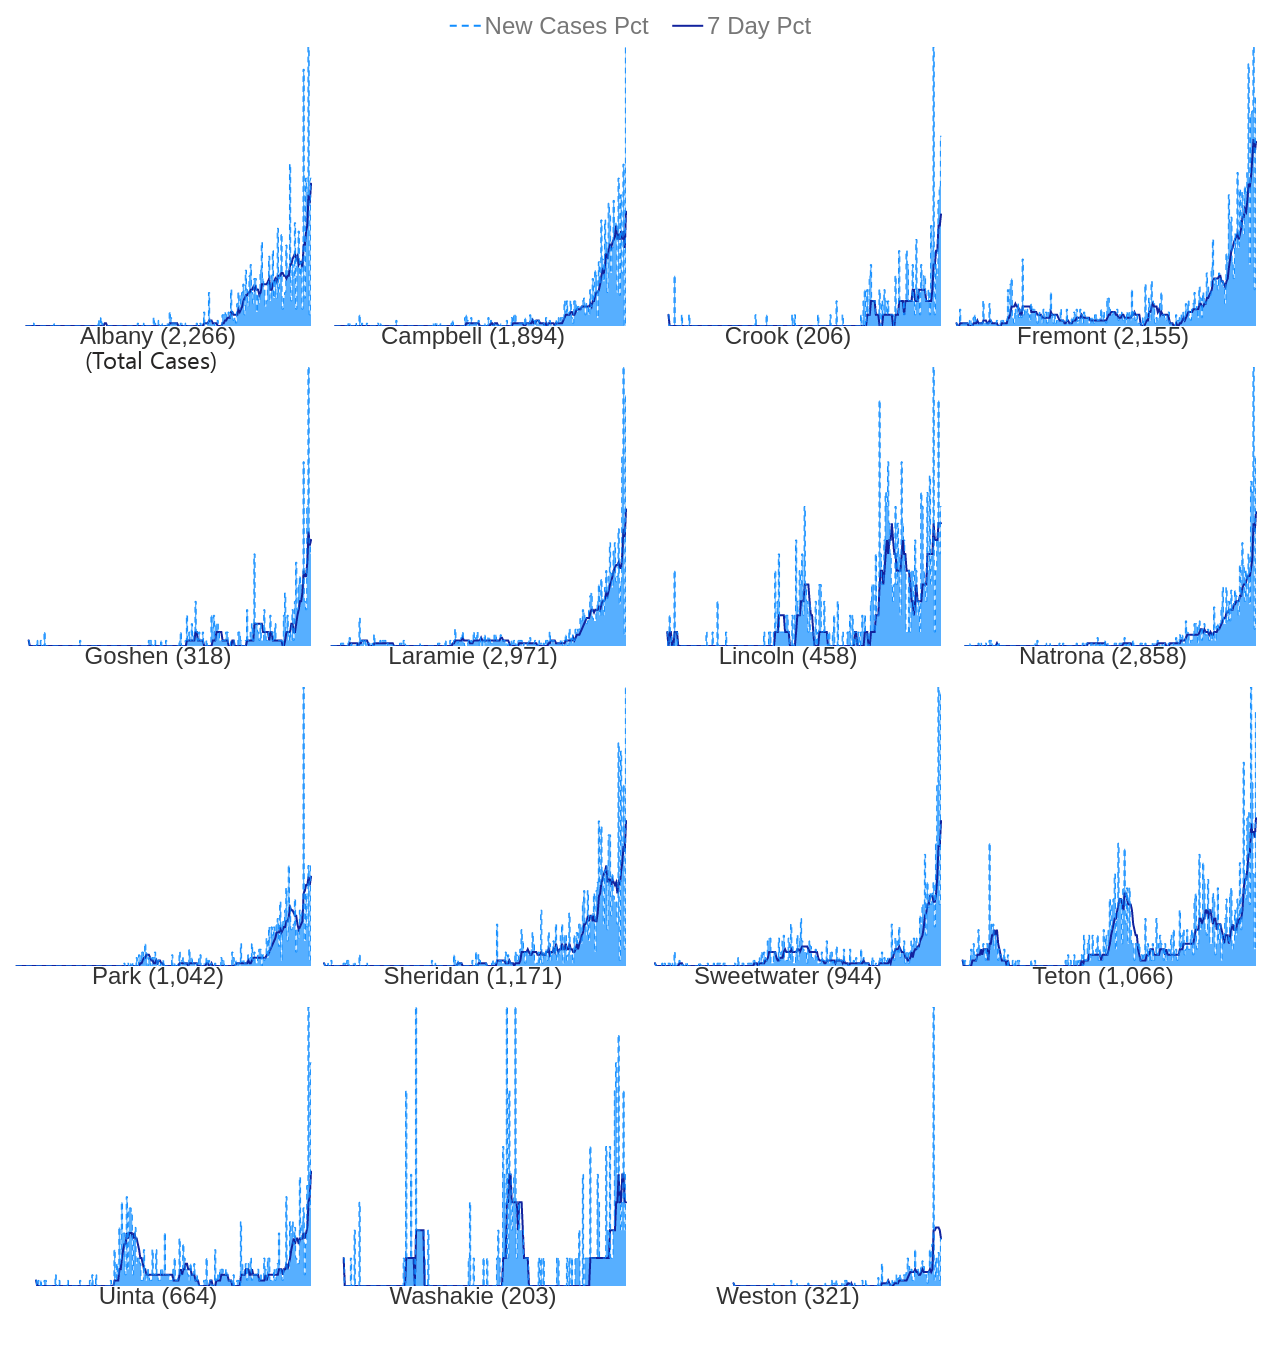 New Cases Pct 7 Day Pct
Albany (2,266) Campbell (1,894) Crook (206) Fremont (2,155)
(Total Cases)
Goshen (318) Laramie (2,971) Lincoln (458) Natrona (2,858)
Park (1,042) Sheridan (1,171) Sweetwater (944) Teton (1,066)
Uinta (664) Washakie (203) Weston (321)